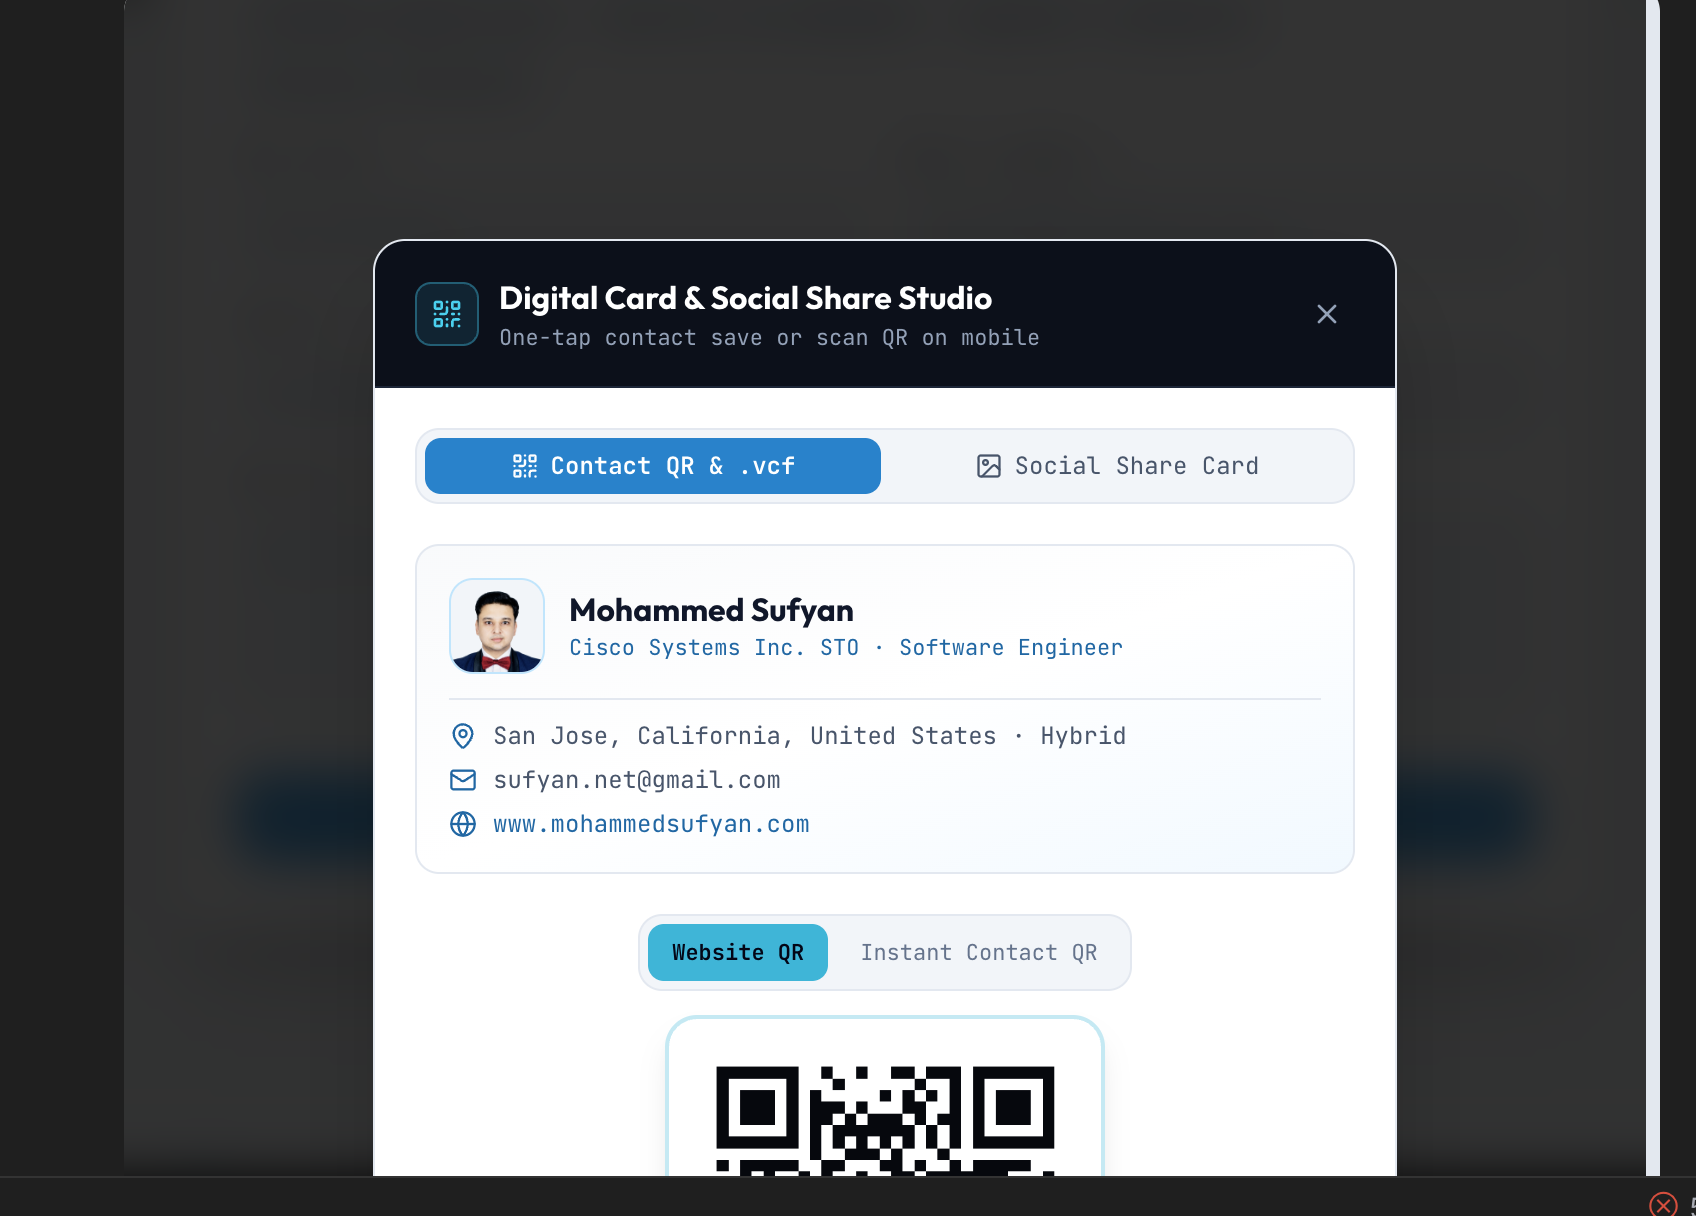 Digital Card & Social Share Studio
One-tap contact save or scan QR on mobile
Contact QR & .vcf
Social Share Card
Mohammed Sufyan
Cisco Systems Inc. STO · Software Engineer
San Jose, California, United States · Hybrid
sufyan.net@gmail.com
www.mohammedsufyan.com
Website QR
Instant Contact QR